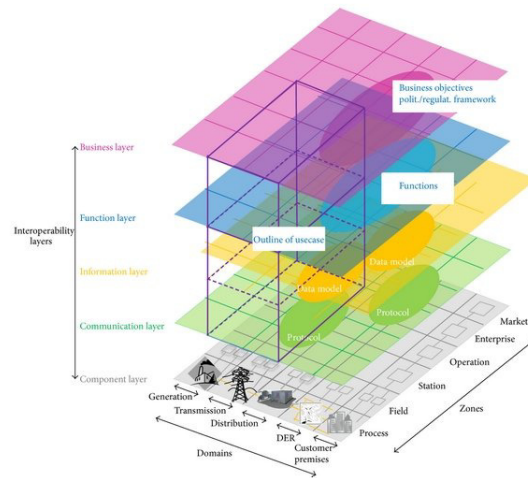 Business objectives
polit./regulat. framework
Business layer
Functions
Function layer
Interoperability
layers
Outline of usecase
Data model
Information layer
Data model
Protocol
Communication layer
Protocol
Market
Enterprise
Operation
Component layer
Station
Generation
Zones
Transmission
Field
Distribution
Process
DER
Customer
premises
Domains